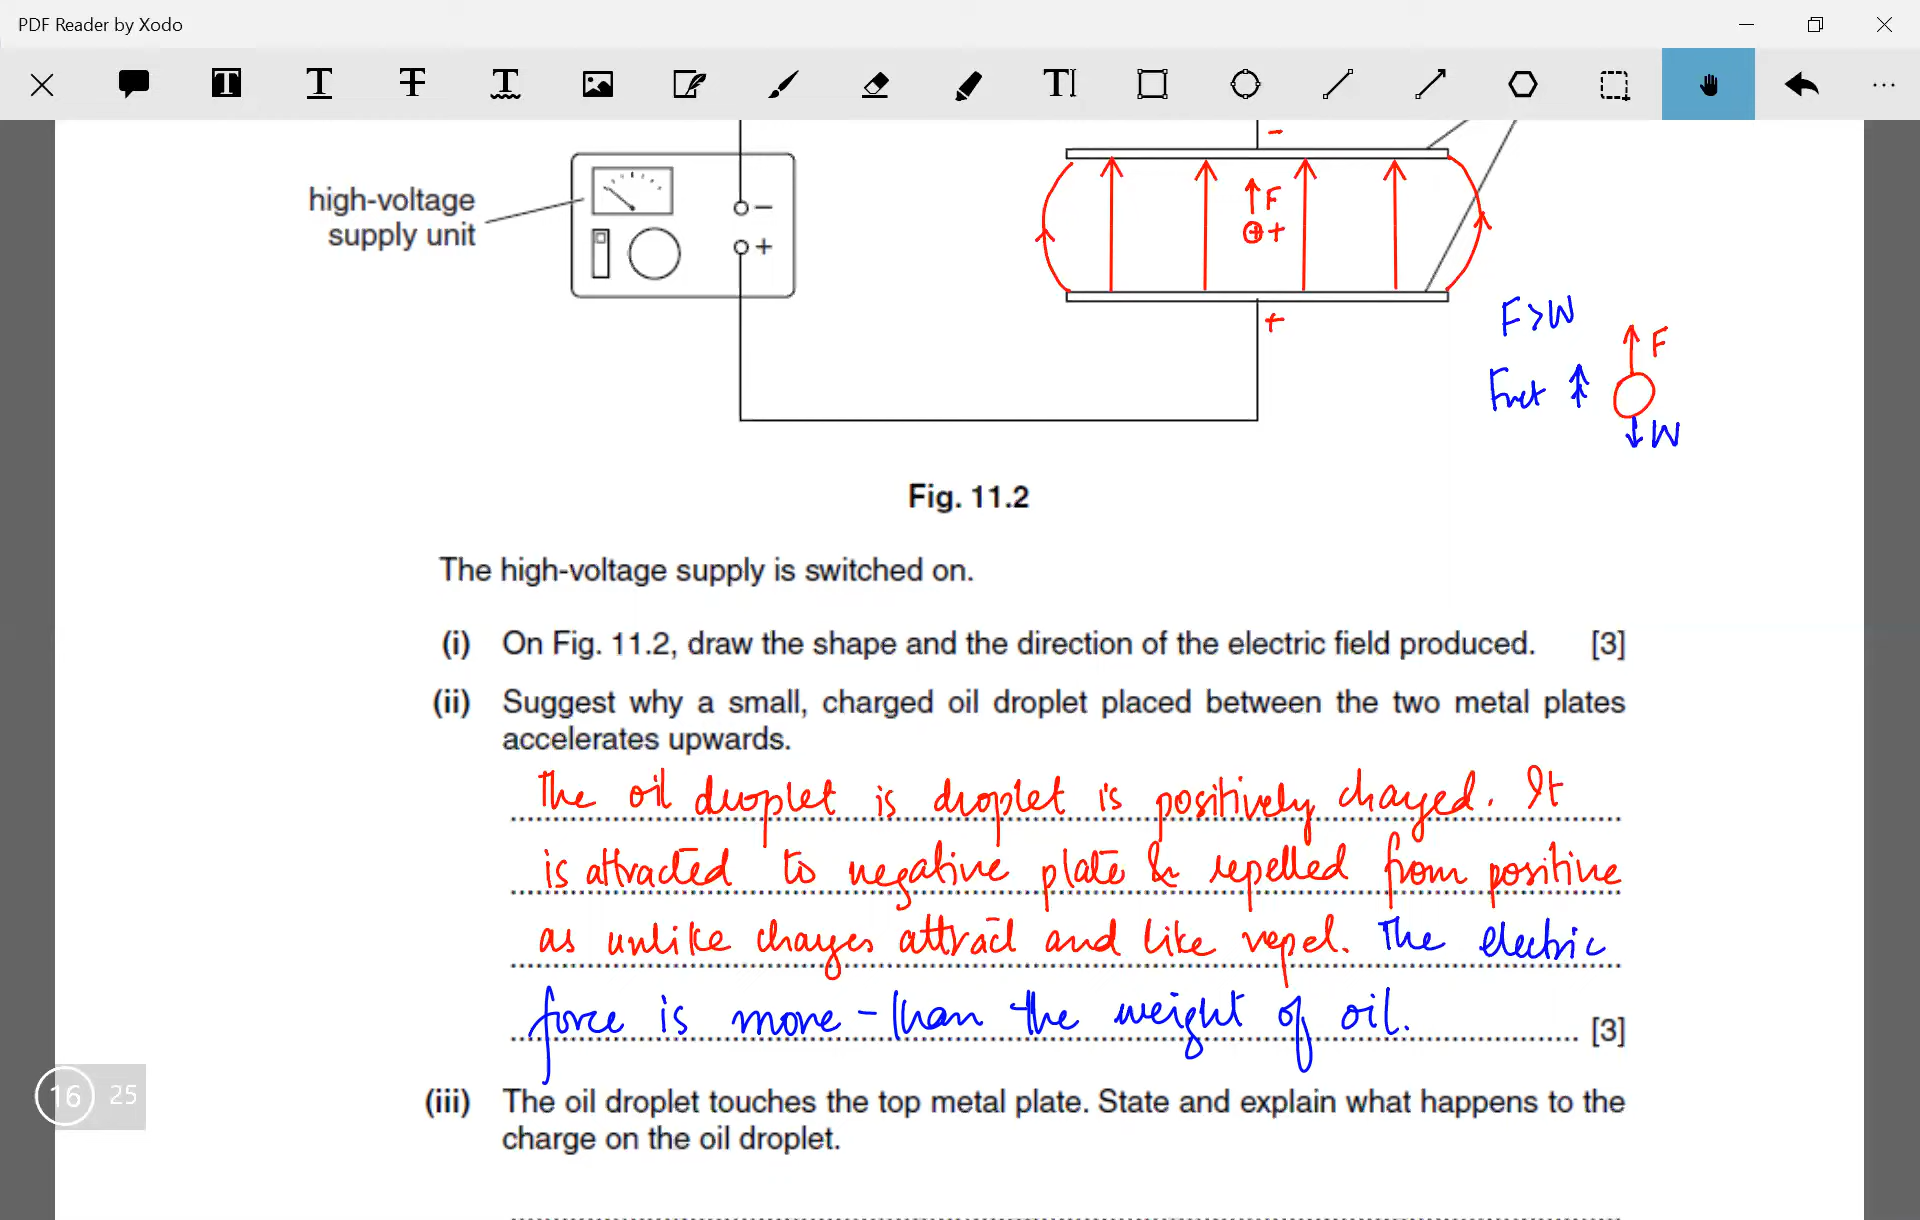 PDF Reader by Xodo
-
high-voltage
supply unit
−
+
F
+
+
F>W
F
Fnet
W
Fig. 11.2
The high-voltage supply is switched on.
(i) On Fig. 11.2, draw the shape and the direction of the electric field produced. [3]
(ii) Suggest why a small, charged oil droplet placed between the two metal plates
accelerates upwards.
The oil droplet is droplet is positively charged. It
is attracted to negative plate & repelled from positive
as unlike charges attract and like repel. The electric
force is more than the weight of oil.
[3]
(iii) The oil droplet touches the top metal plate. State and explain what happens to the
charge on the oil droplet.
16 25